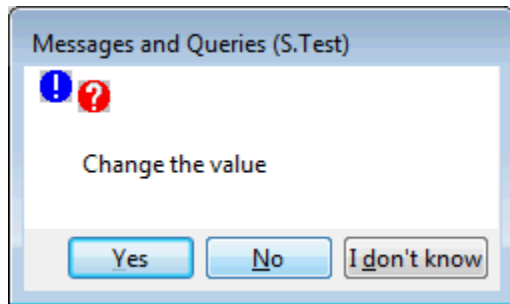 Messages and Queries (S.Test)
! ?
Change the value
Yes No I don't know